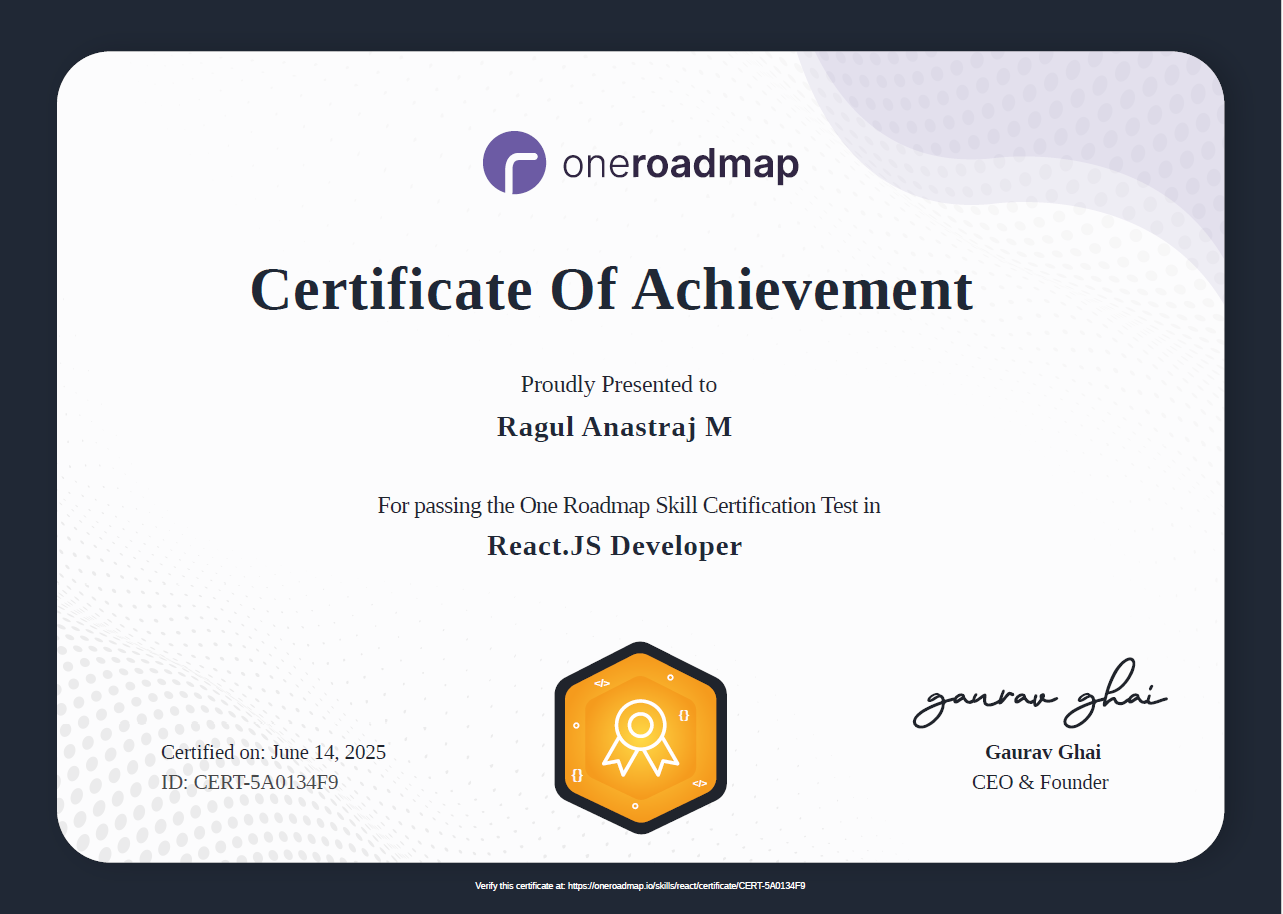 oneroadmap
Certificate Of Achievement
Proudly Presented to
Ragul Anastraj M
For passing the One Roadmap Skill Certification Test in
React.JS Developer
</>
{}
{}
</>
gaurav ghai
Certified on: June 14, 2025
ID: CERT-5A0134F9
Gaurav Ghai
CEO & Founder
Verify this certificate at: https://oneroadmap.io/skills/react/certificate/CERT-5A0134F9